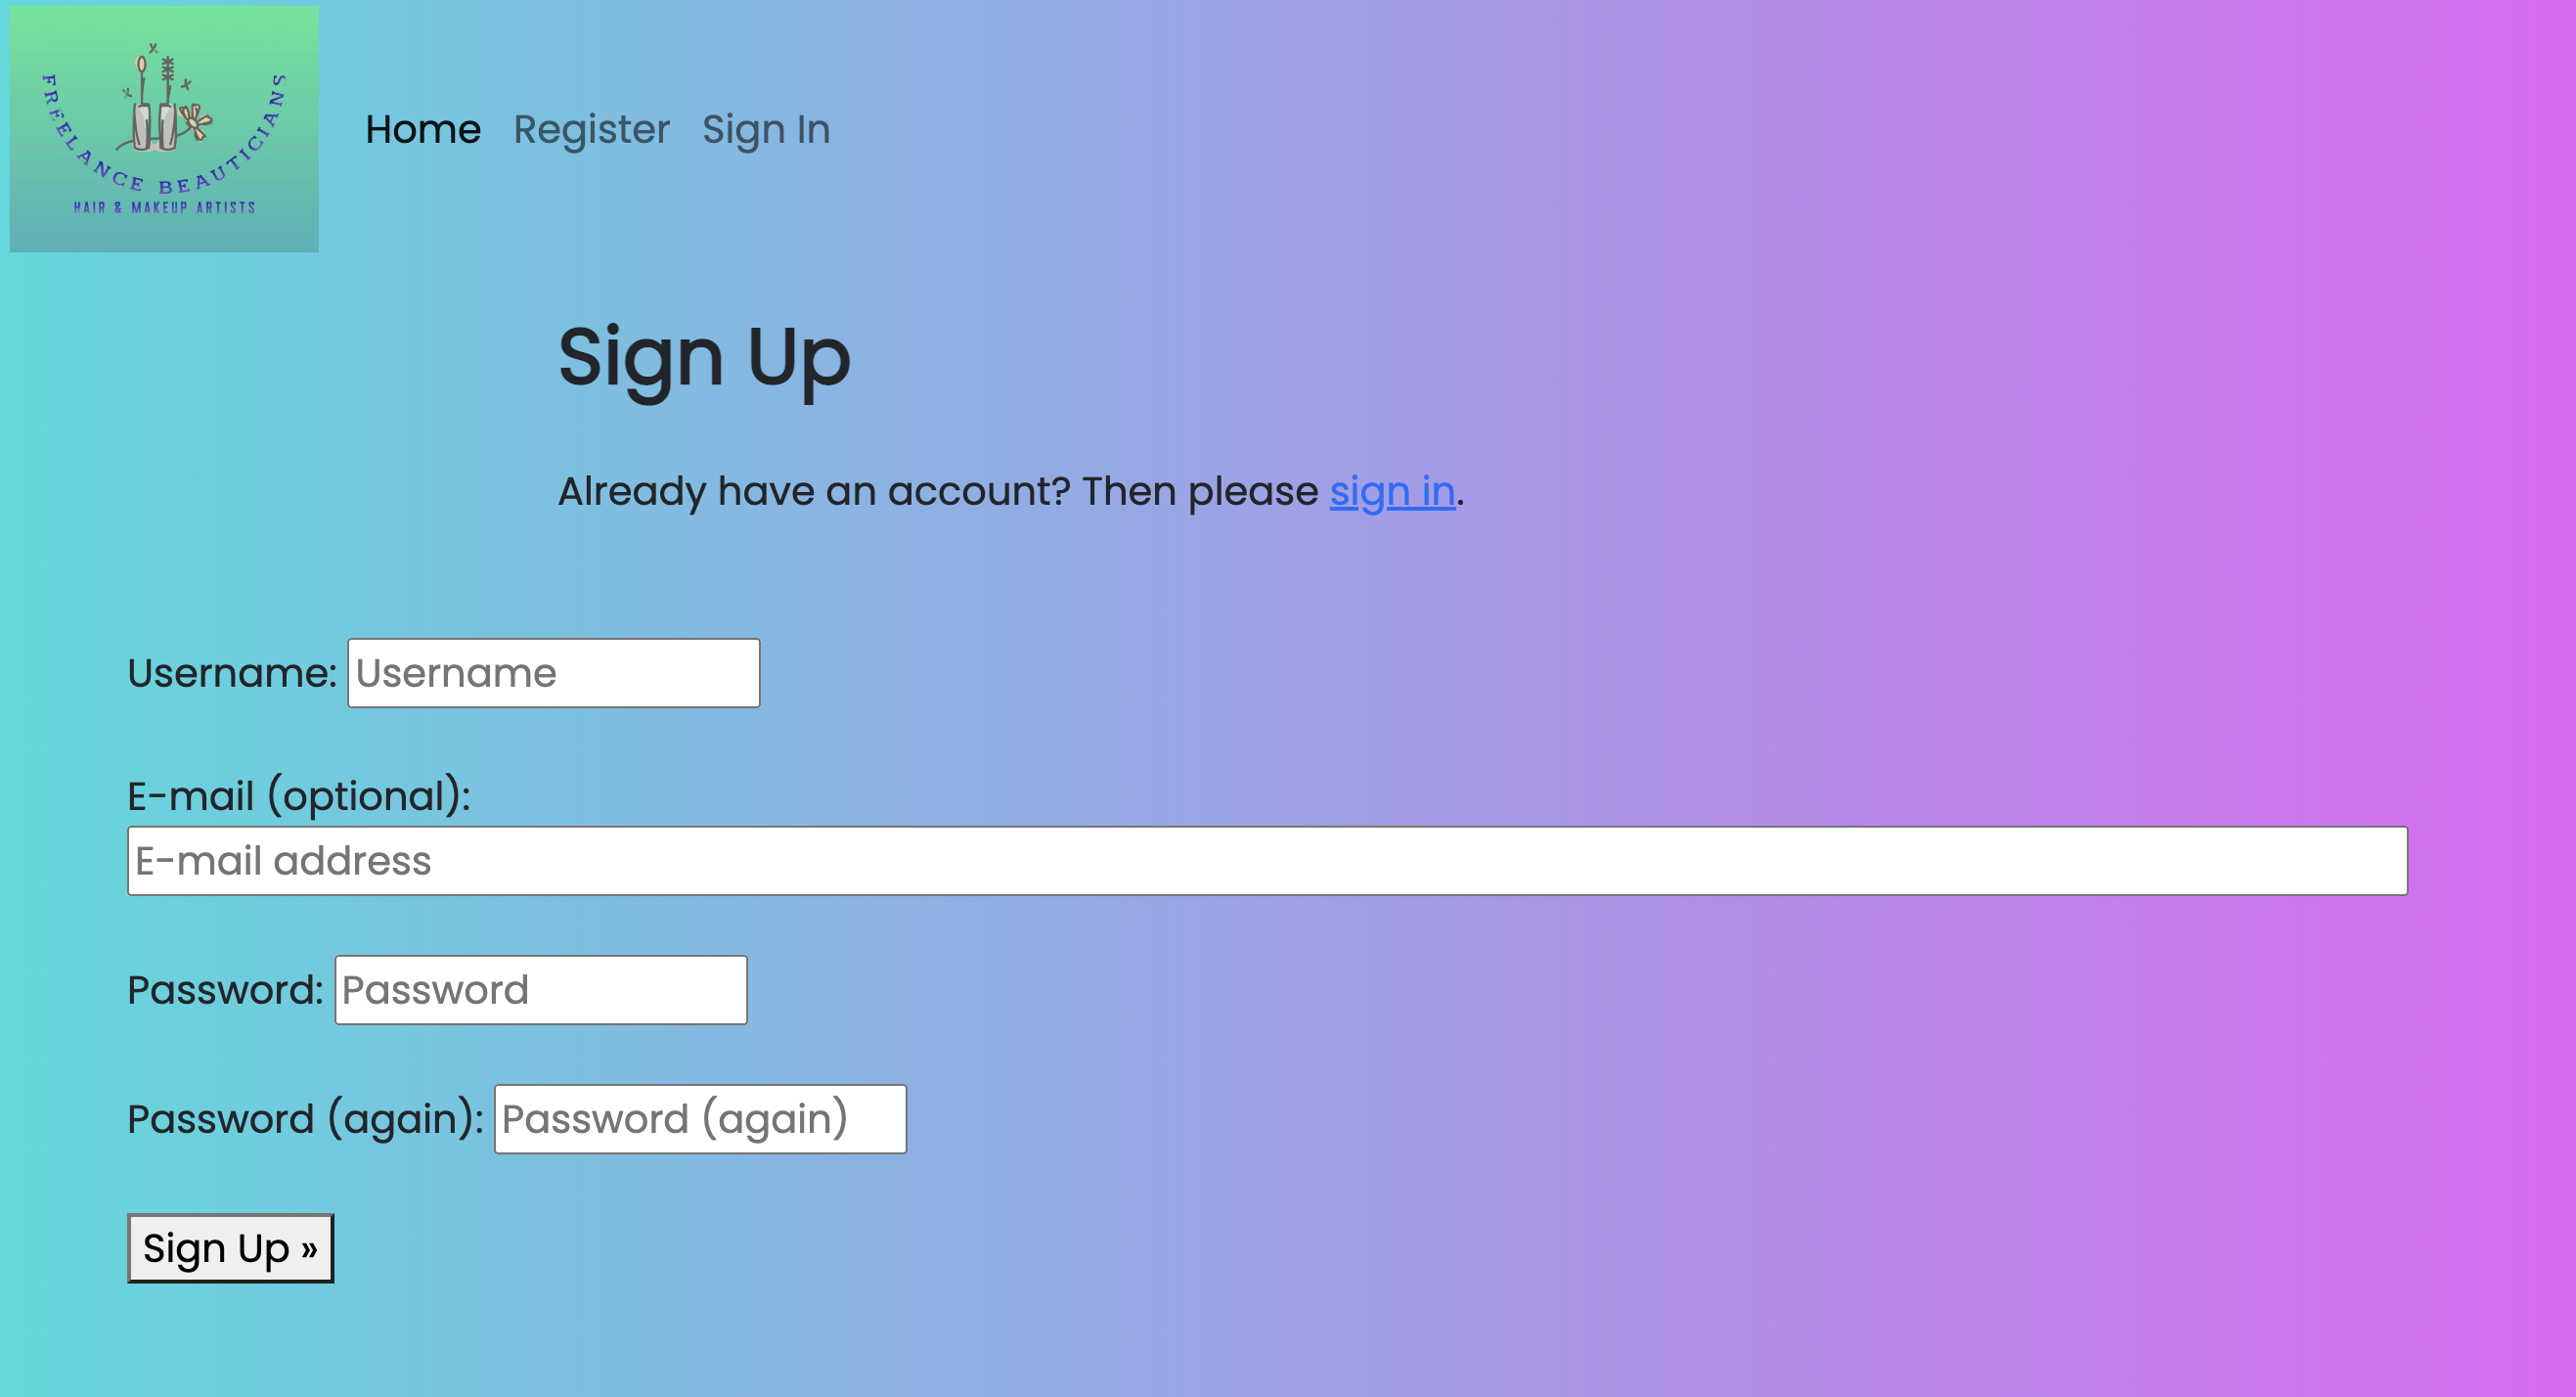 FREELANCE BEAUTICIANS
HAIR & MAKEUP ARTISTS
Home Register Sign In
Sign Up
Already have an account? Then please sign in.
Username: Username
E-mail (optional):
E-mail address
Password: Password
Password (again): Password (again)
Sign Up »